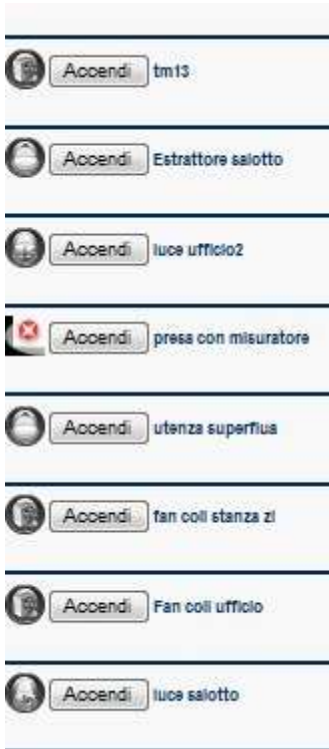 Accendi tm13
Accendi Estrattore salotto
Accendi luce ufficio2
Accendi presa con misuratore
Accendi utenza superflua
Accendi fan coil stanza zi
Accendi Fan coil ufficio
Accendi luce salotto